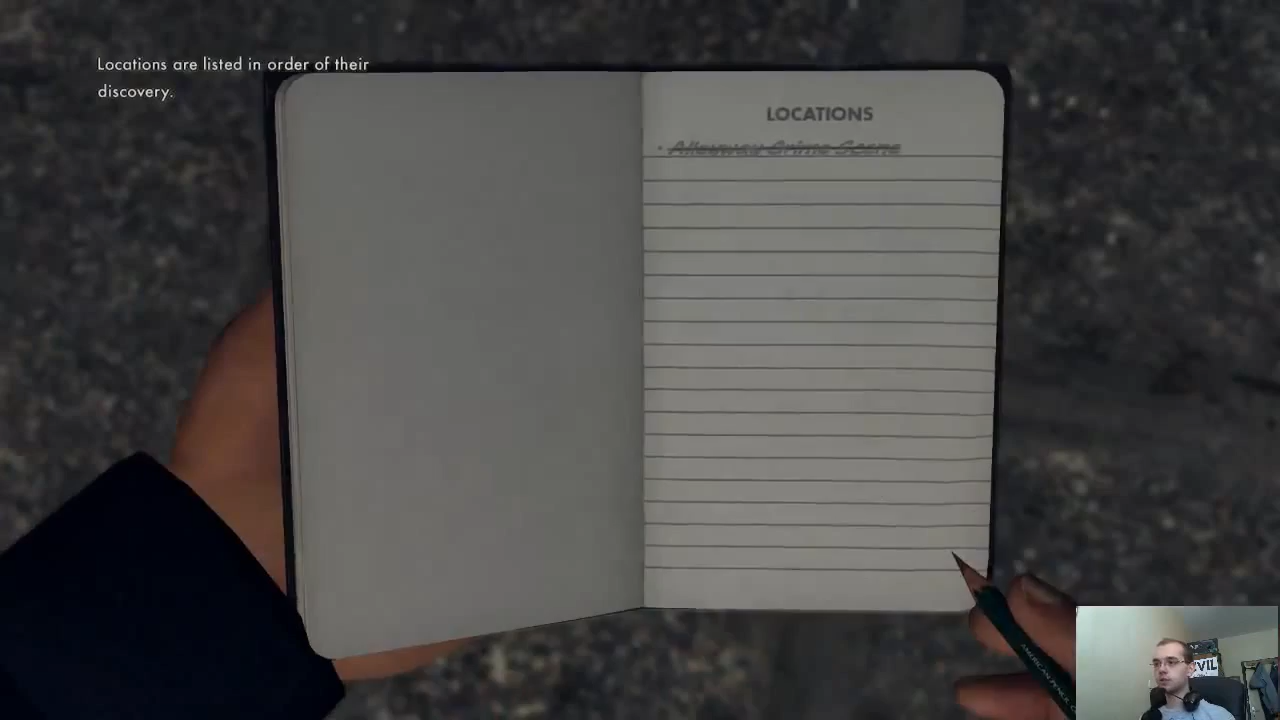 Locations are listed in order of their
discovery.
LOCATIONS
Alleyway Crime Scene